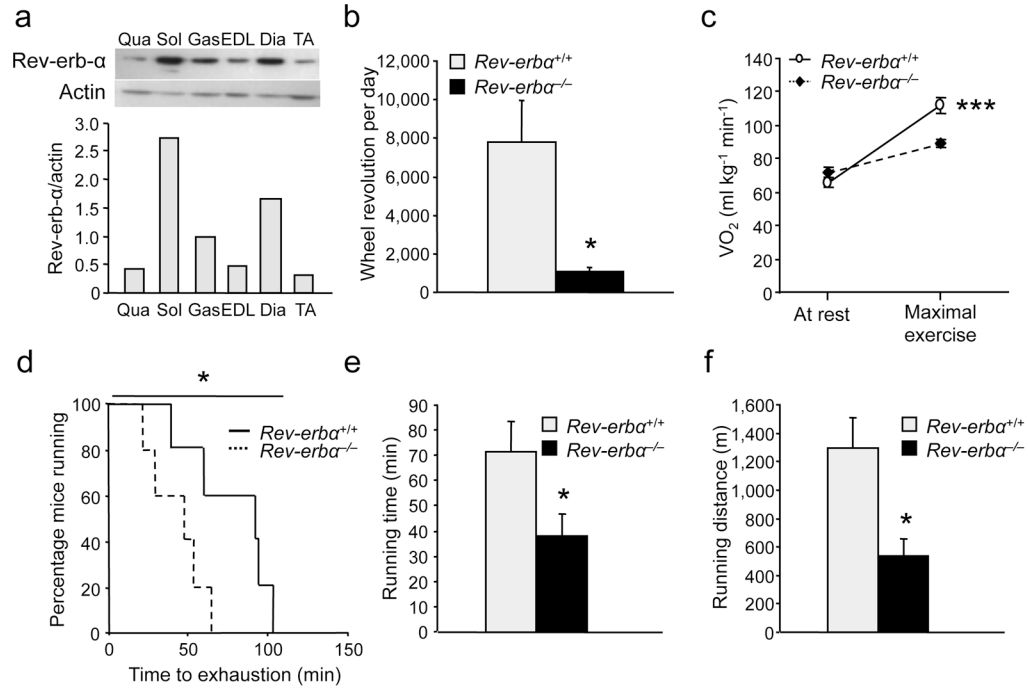 a
Qua Sol GasEDL Dia TA
Rev-erb-α
Actin
3.0
2.5
2.0
1.5
1.0
0.5
0
Rev-erb-α/actin
Qua Sol GasEDL Dia TA
b
Rev-erbα+/+
Rev-erbα–/–
12,000
10,000
8,000
6,000
4,000
2,000
0
Wheel revolution per day
*
c
Rev-erbα+/+
Rev-erbα–/–
140
120
100
80
60
40
20
0
VO2 (ml kg-1 min-1)
***
At rest
Maximal
exercise
d
*
100
80
60
40
20
0
Percentage mice running
Rev-erbα+/+
Rev-erbα–/–
0 50 100 150
Time to exhaustion (min)
e
90
80
70
60
50
40
30
20
10
0
Running time (min)
Rev-erbα+/+
Rev-erbα–/–
*
f
1,600
1,400
1,200
1,000
800
600
400
200
0
Running distance (m)
Rev-erbα+/+
Rev-erbα–/–
*